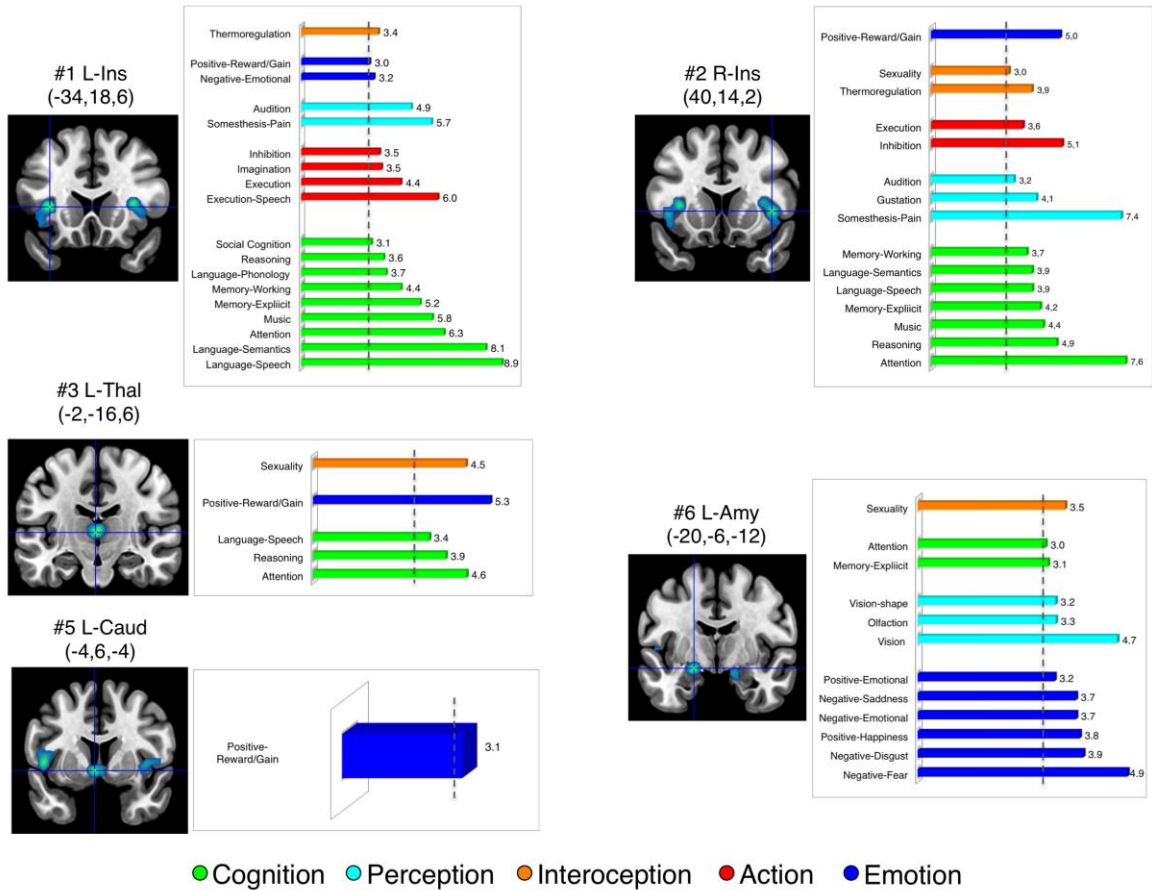 #1 L-Ins
(-34,18,6)
Thermoregulation 3.4
Positive-Reward/Gain 3.0
Negative-Emotional 3.2
Audition 4.9
Somesthesis-Pain 5.7
Inhibition 3.5
Imagination 3.5
Execution 4.4
Execution-Speech 6.0
Social Cognition 3.1
Reasoning 3.6
Language-Phonology 3.7
Memory-Working 4.4
Memory-Expliicit 5.2
Music 5.8
Attention 6.3
Language-Semantics 8.1
Language-Speech 8.9
#2 R-Ins
(40,14,2)
Positive-Reward/Gain 5,0
Sexuality 3,0
Thermoregulation 3,9
Execution 3,6
Inhibition 5,1
Audition 3,2
Gustation 4,1
Somesthesis-Pain 7,4
Memory-Working 3,7
Language-Semantics 3,9
Language-Speech 3,9
Memory-Expliicit 4,2
Music 4,4
Reasoning 4,9
Attention 7,6
#3 L-Thal
(-2,-16,6)
Sexuality 4.5
Positive-Reward/Gain 5.3
Language-Speech 3.4
Reasoning 3.9
Attention 4.6
#6 L-Amy
(-20,-6,-12)
Sexuality 3.5
Attention 3.0
Memory-Expliicit 3.1
Vision-shape 3.2
Olfaction 3.3
Vision 4.7
Positive-Emotional 3.2
Negative-Saddness 3.7
Negative-Emotional 3.7
Positive-Happiness 3.8
Negative-Disgust 3.9
Negative-Fear 4.9
#5 L-Caud
(-4,6,-4)
Positive-
Reward/Gain 3.1
Cognition Perception Interoception Action Emotion